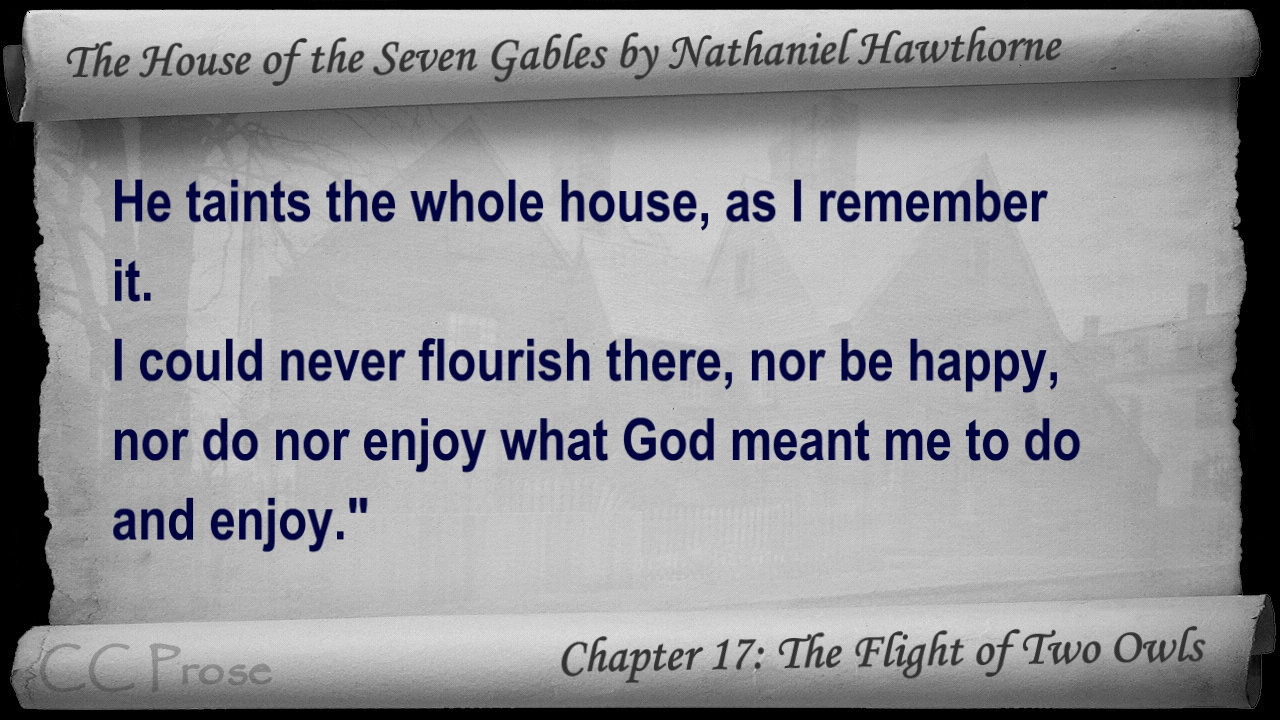 The House of the Seven Gables by Nathaniel Hawthorne
He taints the whole house, as I remember
it.
I could never flourish there, nor be happy,
nor do nor enjoy what God meant me to do
and enjoy."
CC Prose
Chapter 17: The Flight of Two Owls